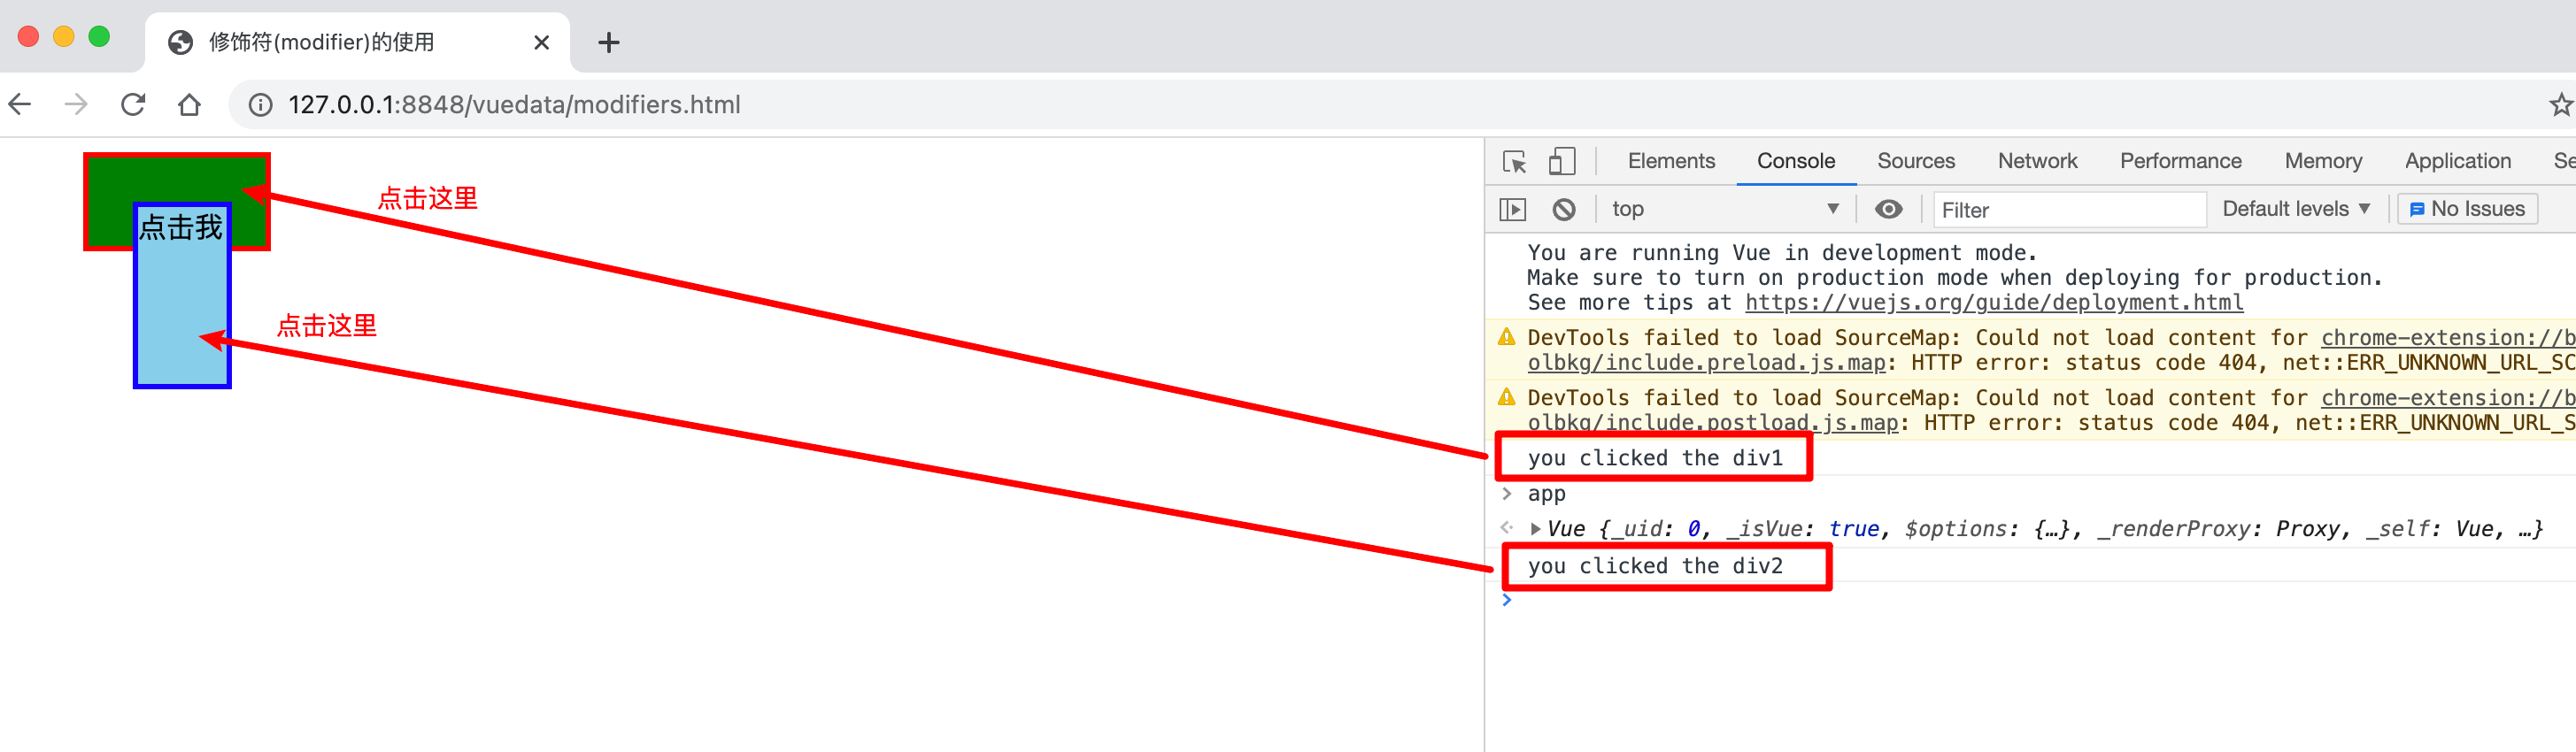 修饰符(modifier)的使用
127.0.0.1:8848/vuedata/modifiers.html
点击这里
点击我
点击这里
Elements Console Sources Network Performance Memory Application Se
top Filter Default levels No Issues
You are running Vue in development mode.
Make sure to turn on production mode when deploying for production.
See more tips at https://vuejs.org/guide/deployment.html
DevTools failed to load SourceMap: Could not load content for chrome-extension://b
olbkg/include.preload.js.map: HTTP error: status code 404, net::ERR_UNKNOWN_URL_SC
DevTools failed to load SourceMap: Could not load content for chrome-extension://b
olbkg/include.postload.js.map: HTTP error: status code 404, net::ERR_UNKNOWN_URL_S
you clicked the div1
> app
Vue {_uid: 0, _isVue: true, $options: {…}, _renderProxy: Proxy, _self: Vue, …}
you clicked the div2
>